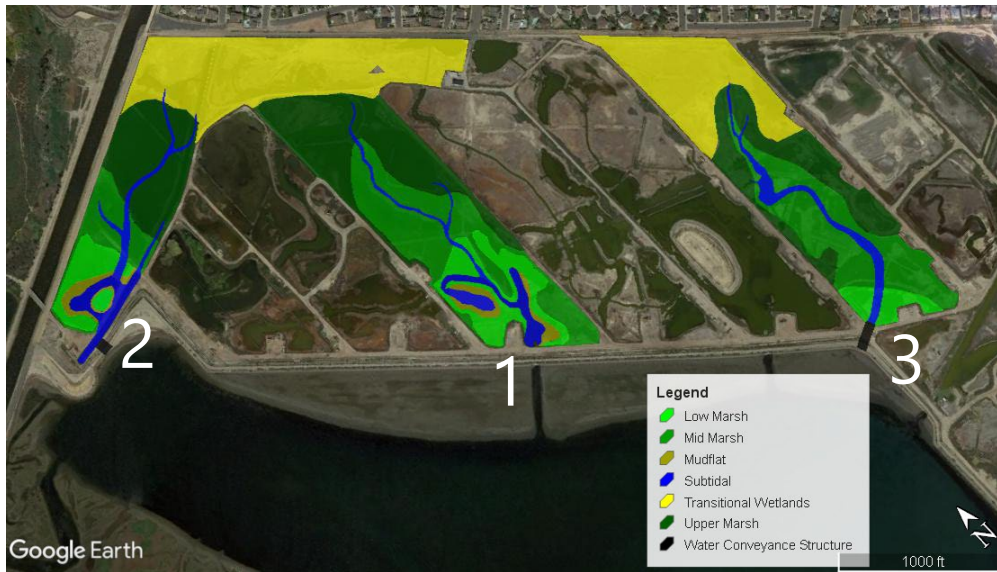 2
1
3
Legend
Low Marsh
Mid Marsh
Mudflat
Subtidal
Transitional Wetlands
Upper Marsh
Water Conveyance Structure
N
Google Earth
1000 ft